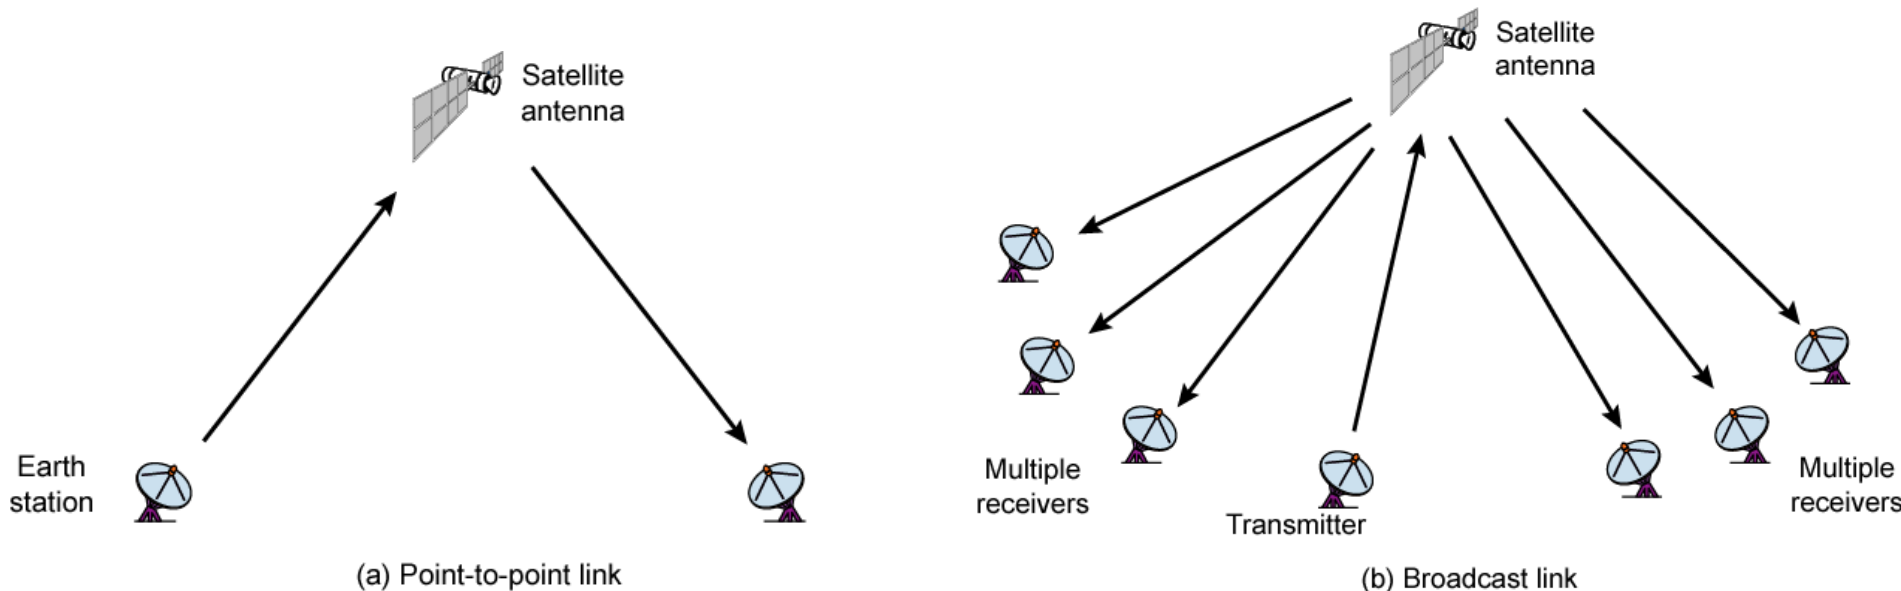 Satellite
antenna
Earth
station
(a) Point-to-point link
Satellite
antenna
Multiple
receivers
Transmitter
Multiple
receivers
(b) Broadcast link